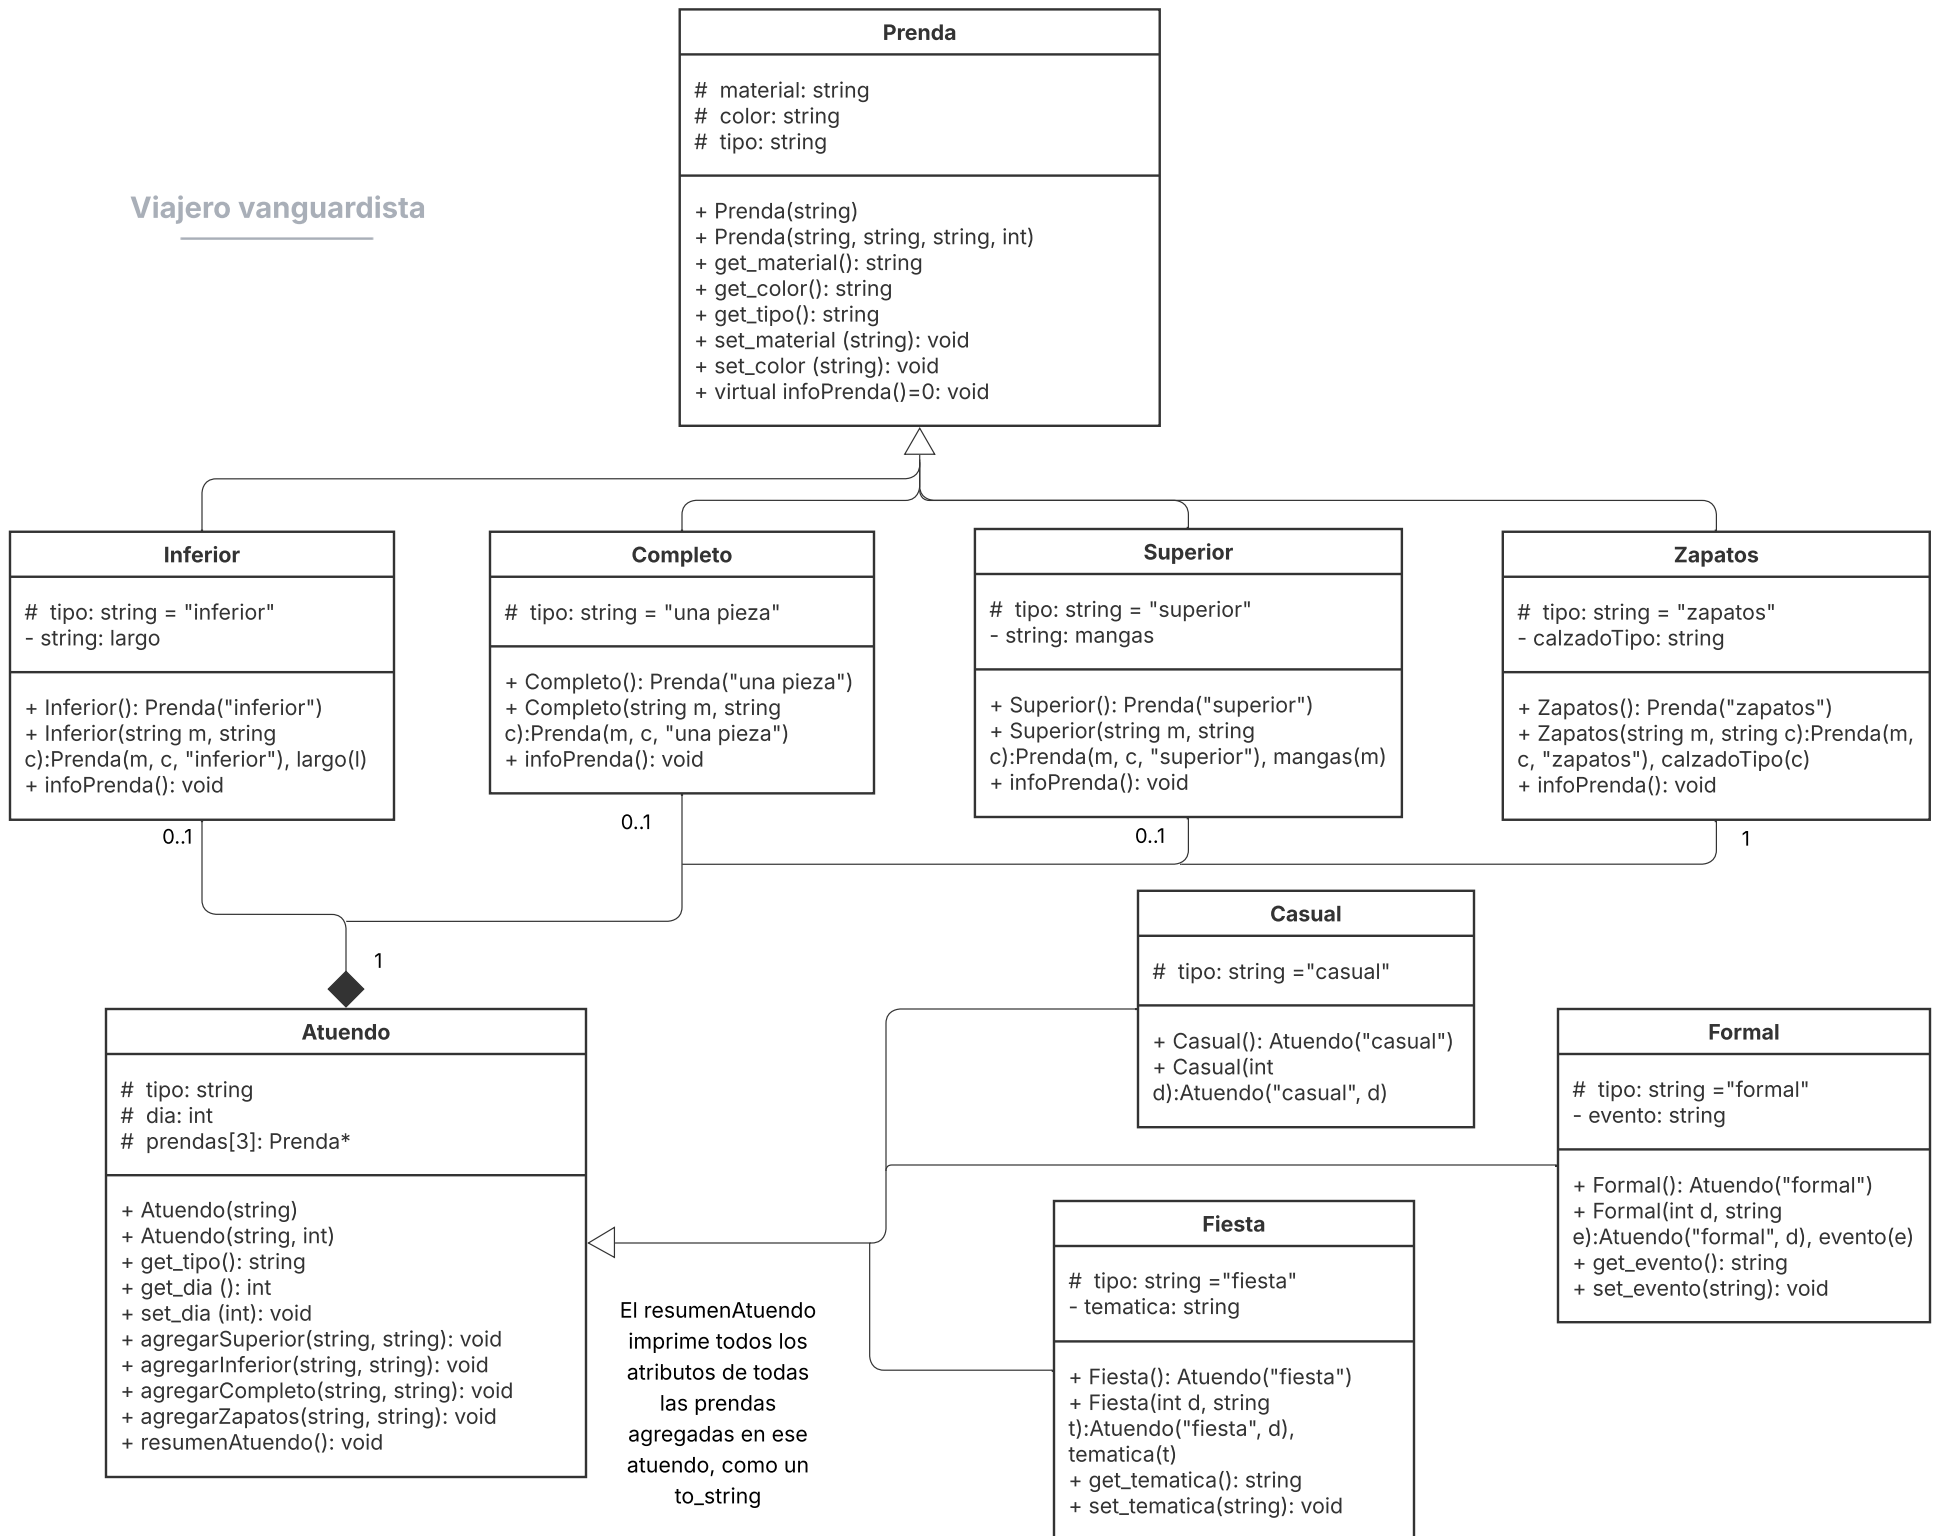 Prenda
# material: string
# color: string
# tipo: string
+ Prenda(string)
+ Prenda(string, string, string, int)
+ get_material(): string
+ get_color(): string
+ get_tipo(): string
+ set_material (string): void
+ set_color (string): void
+ virtual infoPrenda()=0: void
Viajero vanguardista
Inferior
# tipo: string = "inferior"
- string: largo
+ Inferior(): Prenda("inferior")
+ Inferior(string m, string
c):Prenda(m, c, "inferior"), largo(l)
+ infoPrenda(): void
0..1
Completo
# tipo: string = "una pieza"
+ Completo(): Prenda("una pieza")
+ Completo(string m, string
c):Prenda(m, c, "una pieza")
+ infoPrenda(): void
0..1
Superior
# tipo: string = "superior"
- string: mangas
+ Superior(): Prenda("superior")
+ Superior(string m, string
c):Prenda(m, c, "superior"), mangas(m)
+ infoPrenda(): void
0..1
Zapatos
# tipo: string = "zapatos"
- calzadoTipo: string
+ Zapatos(): Prenda("zapatos")
+ Zapatos(string m, string c):Prenda(m,
c, "zapatos"), calzadoTipo(c)
+ infoPrenda(): void
1
1
Atuendo
# tipo: string
# dia: int
# prendas[3]: Prenda*
+ Atuendo(string)
+ Atuendo(string, int)
+ get_tipo(): string
+ get_dia (): int
+ set_dia (int): void
+ agregarSuperior(string, string): void
+ agregarInferior(string, string): void
+ agregarCompleto(string, string): void
+ agregarZapatos(string, string): void
+ resumenAtuendo(): void
El resumenAtuendo
imprime todos los
atributos de todas
las prendas
agregadas en ese
atuendo, como un
to_string
Casual
# tipo: string ="casual"
+ Casual(): Atuendo("casual")
+ Casual(int
d):Atuendo("casual", d)
Formal
# tipo: string ="formal"
- evento: string
+ Formal(): Atuendo("formal")
+ Formal(int d, string
e):Atuendo("formal", d), evento(e)
+ get_evento(): string
+ set_evento(string): void
Fiesta
# tipo: string ="fiesta"
- tematica: string
+ Fiesta(): Atuendo("fiesta")
+ Fiesta(int d, string
t):Atuendo("fiesta", d),
tematica(t)
+ get_tematica(): string
+ set_tematica(string): void